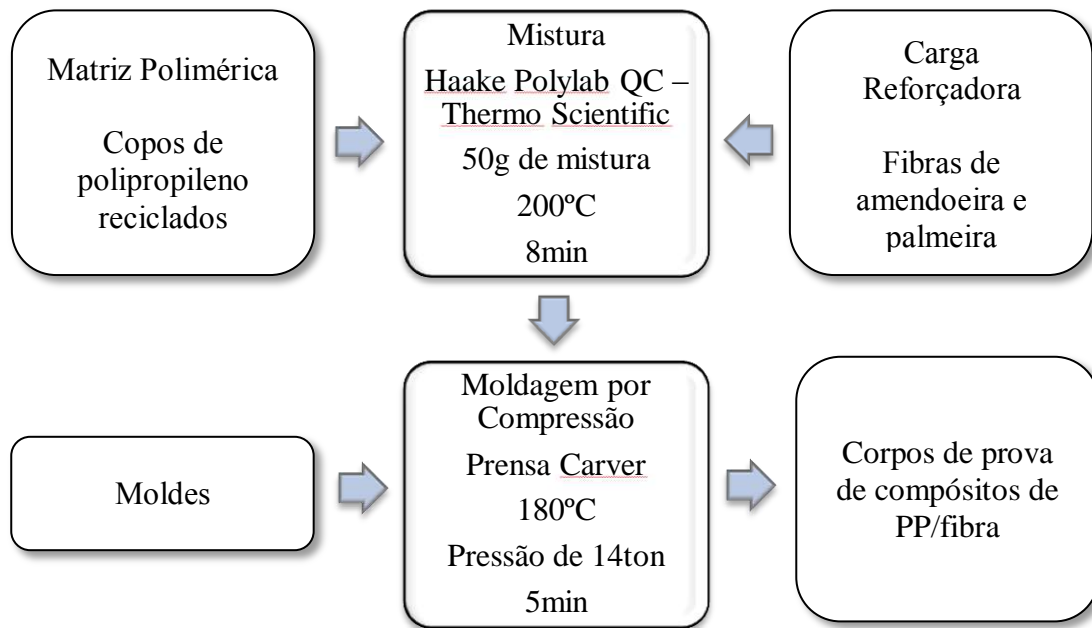 Matriz Polimérica
Copos de
polipropileno
reciclados
Mistura
Haake Polylab QC –
Thermo Scientific
50g de mistura
200ºC
8min
Carga
Reforçadora
Fibras de
amendoeira e
palmeira
Moldes
Moldagem por
Compressão
Prensa Carver
180ºC
Pressão de 14ton
5min
Corpos de prova
de compósitos de
PP/fibra